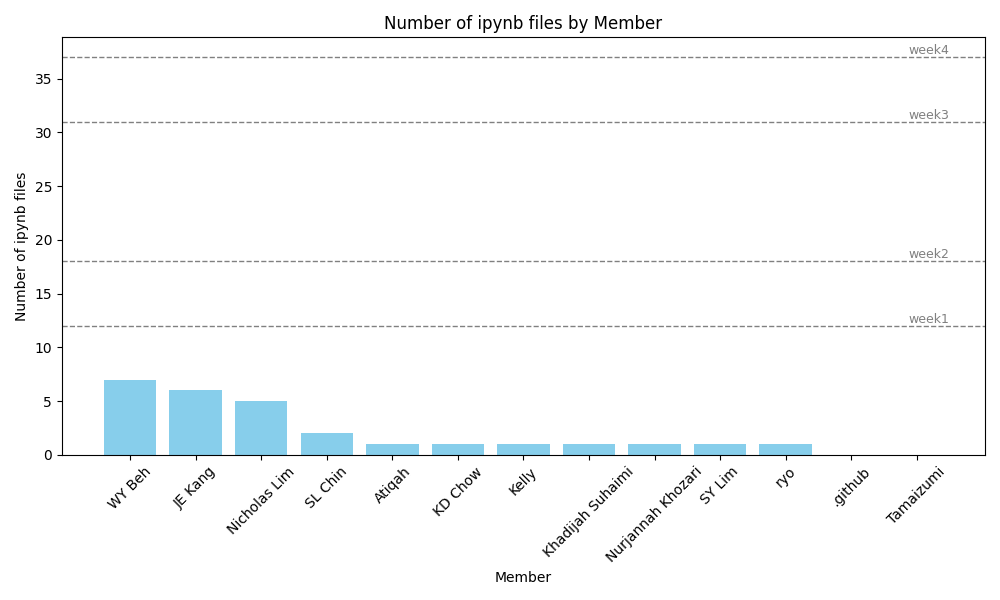 Number of ipynb files by Member
Number of ipynb files
35
30
25
20
15
10
5
0
week4
week3
week2
week1
WY Beh
JE Kang
Nicholas Lim
SL Chin
Atiqah
KD Chow
Kelly
Khadijah Suhaimi
Nurjannah Khozari
SY Lim
ryo
.github
Tamaizumi
Member